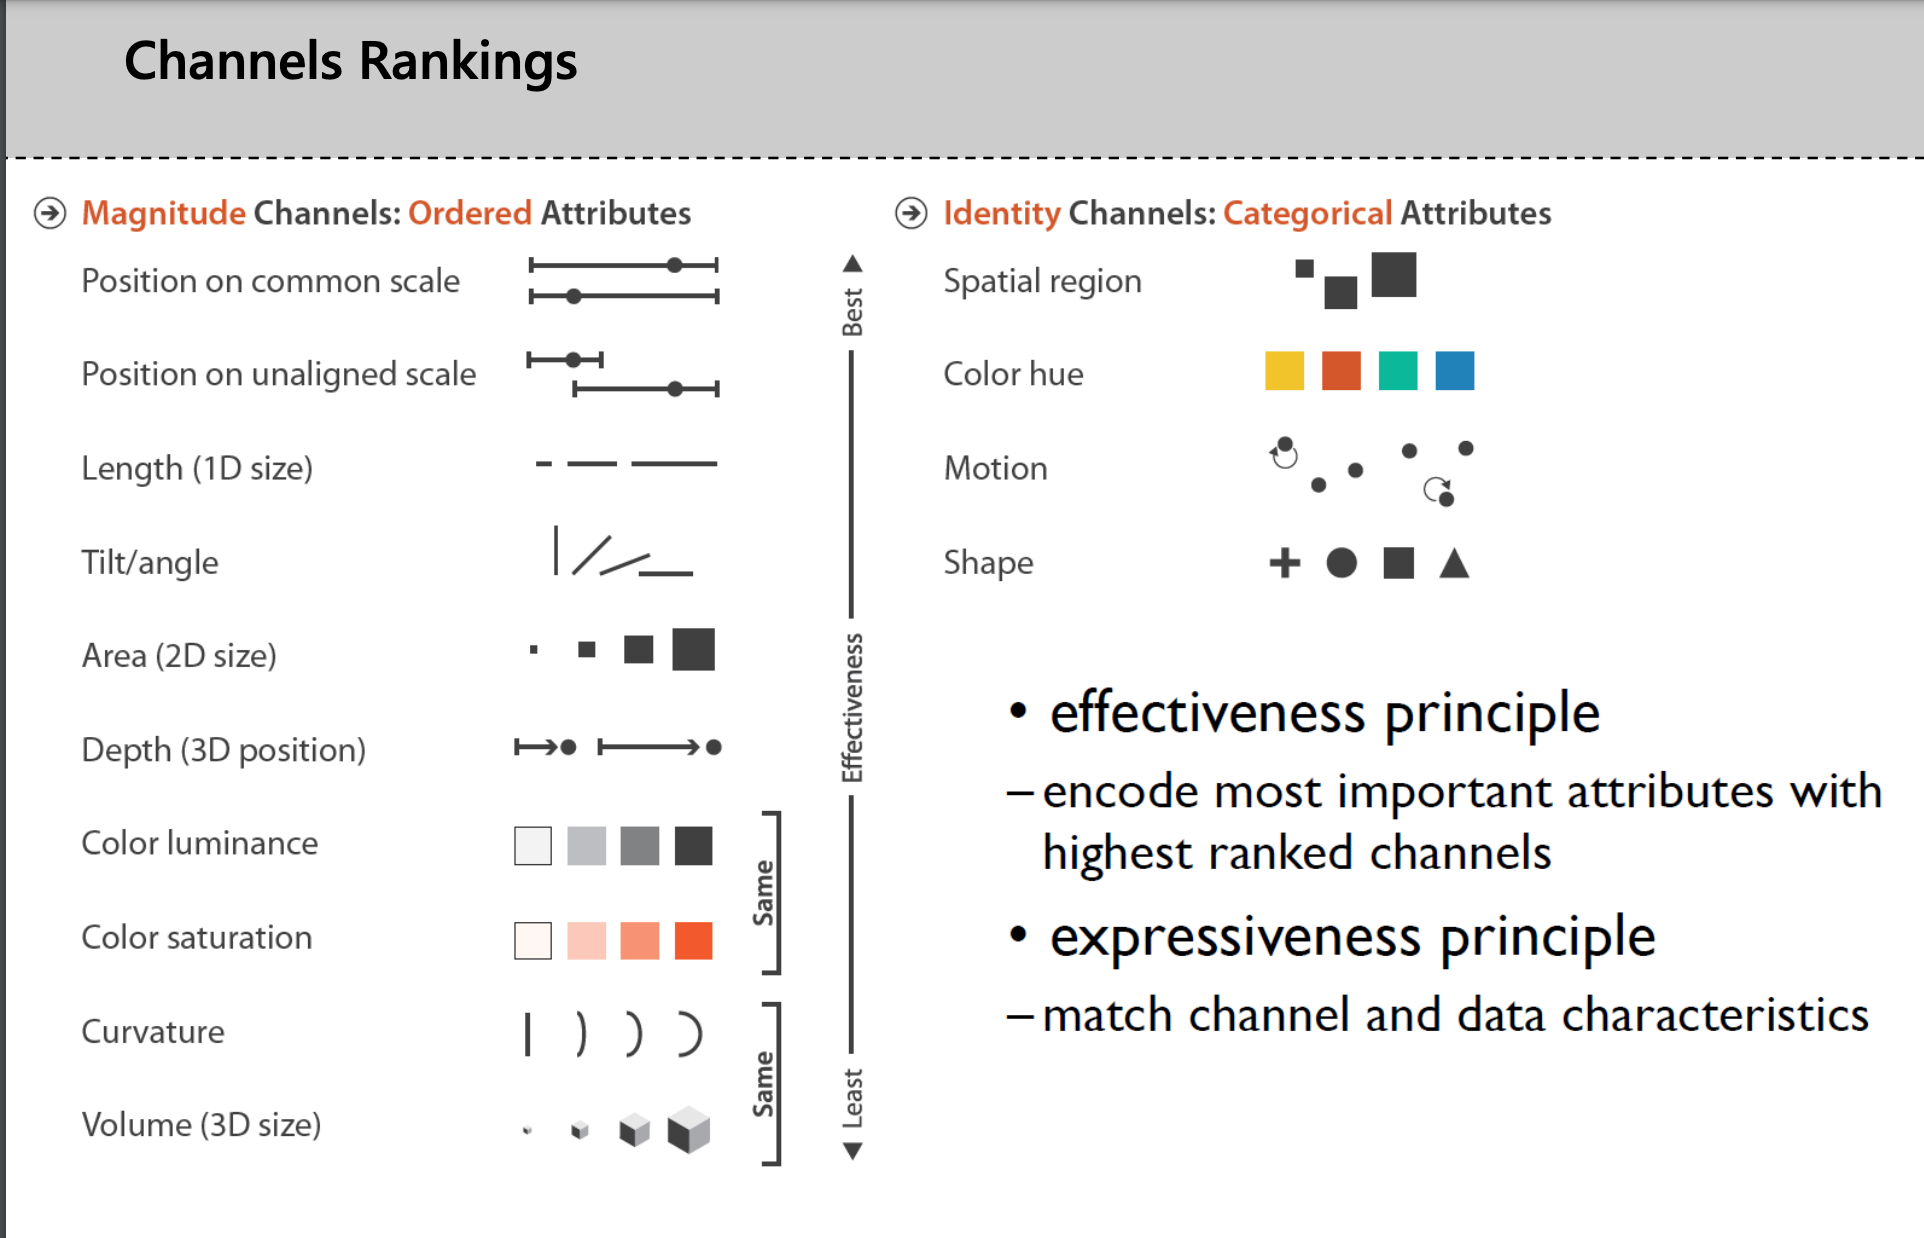 Channels Rankings
Magnitude Channels: Ordered Attributes
Position on common scale
Position on unaligned scale
Length (1D size)
Tilt/angle
Area (2D size)
Depth (3D position)
Color luminance
Color saturation
Curvature
Volume (3D size)
Same
Same
Best
Effectiveness
Least
Identity Channels: Categorical Attributes
Spatial region
Color hue
Motion
Shape
• effectiveness principle
– encode most important attributes with
highest ranked channels
• expressiveness principle
– match channel and data characteristics